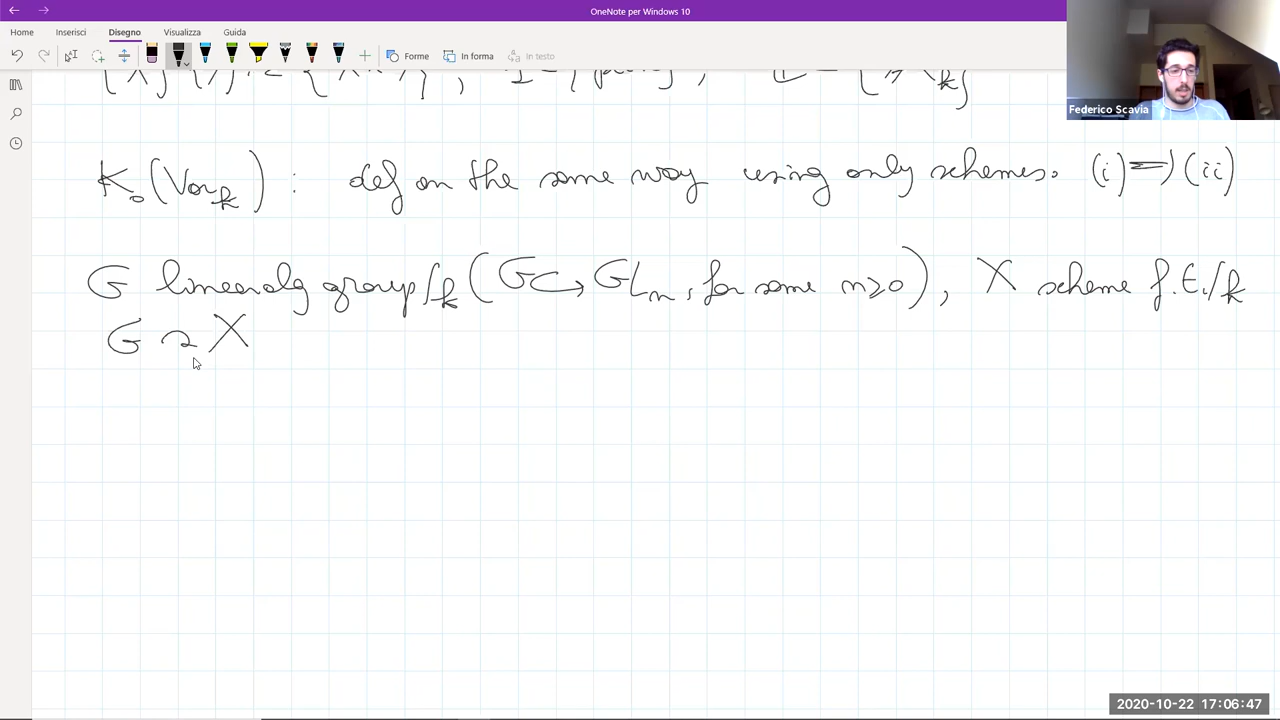 OneNote per Windows 10
Home Inserisci Disegno Visualizza Guida
Forme In forma In testo
Federico Scavia
K₀(Var_k) : def on the same way using only schemes. (i) ⟹ (ii)
G linear alg group/k (G ↪ GL_n, for some n≥0), X scheme f.t./k
G ↷ X
2020-10-22 17:06:47